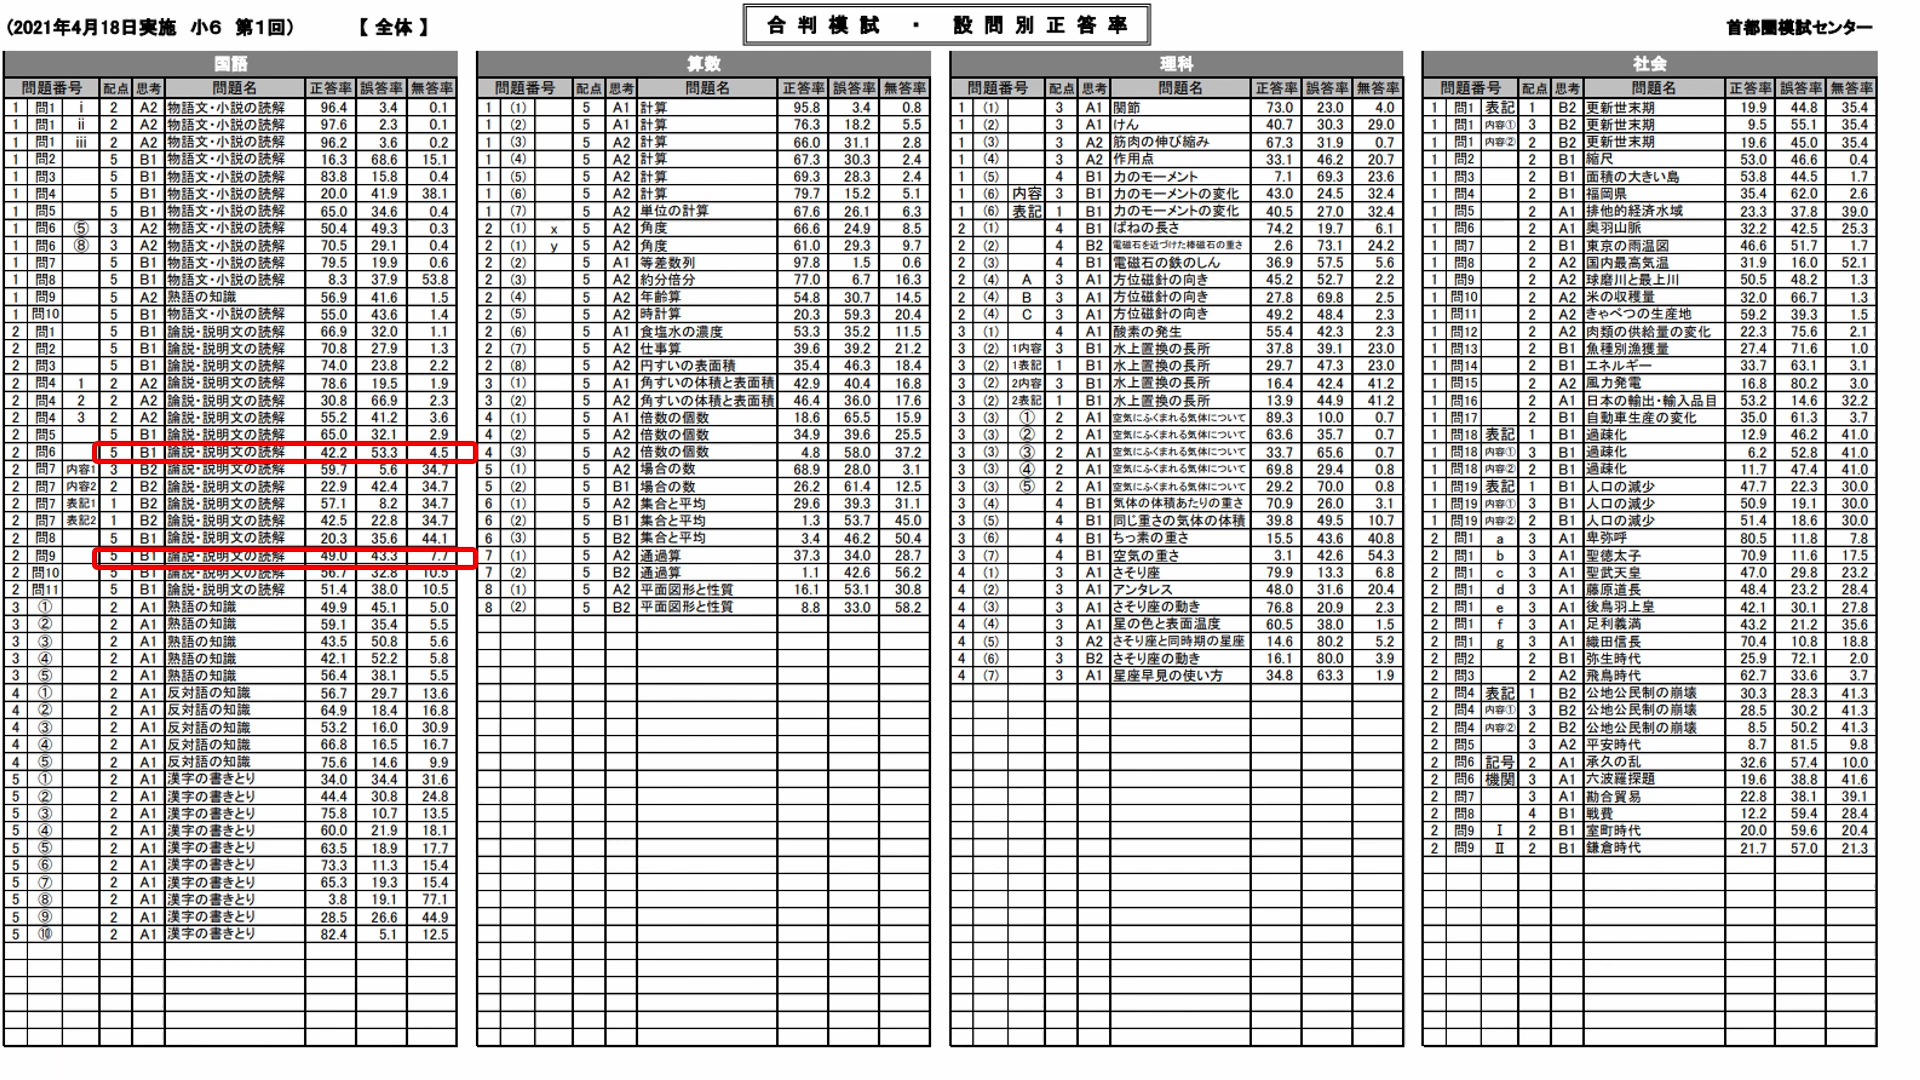 (2021年4月18日実施 小6 第1回) 【 全体 】 合 判 模 試 ・ 設 問 別 正 答 率 首都圏模試センター
国語
問題番号 配点 思考 問題名 正答率 誤答率 無答率
1 問1 i 2 A2 物語文・小説の読解 96.4 3.4 0.1
1 問1 ii 2 A2 物語文・小説の読解 97.6 2.3 0.1
1 問1 iii 2 A2 物語文・小説の読解 96.2 3.6 0.2
1 問2 5 B1 物語文・小説の読解 16.3 68.6 15.1
1 問3 5 B1 物語文・小説の読解 83.8 15.8 0.4
1 問4 5 B1 物語文・小説の読解 20.0 41.9 38.1
1 問5 5 B1 物語文・小説の読解 65.0 34.6 0.4
1 問6 ⑤ 3 A2 物語文・小説の読解 50.4 49.3 0.3
1 問6 ⑧ 3 A2 物語文・小説の読解 70.5 29.1 0.4
1 問7 5 B1 物語文・小説の読解 79.5 19.9 0.6
1 問8 5 B1 物語文・小説の読解 8.3 37.9 53.8
1 問9 5 A2 熟語の知識 56.9 41.6 1.5
1 問10 5 B1 物語文・小説の読解 55.0 43.6 1.4
2 問1 5 B1 論説・説明文の読解 66.9 32.0 1.1
2 問2 5 B1 論説・説明文の読解 70.8 27.9 1.3
2 問3 5 B1 論説・説明文の読解 74.0 23.8 2.2
2 問4 1 2 A2 論説・説明文の読解 78.6 19.5 1.9
2 問4 2 2 A2 論説・説明文の読解 30.8 66.9 2.3
2 問4 3 2 A2 論説・説明文の読解 55.2 41.2 3.6
2 問5 5 B1 論説・説明文の読解 65.0 32.1 2.9
2 問6 5 B1 論説・説明文の読解 42.2 53.3 4.5
2 問7 内容1 3 B2 論説・説明文の読解 59.7 5.6 34.7
2 問7 内容2 2 B2 論説・説明文の読解 22.9 42.4 34.7
2 問7 表記1 1 B2 論説・説明文の読解 57.1 8.2 34.7
2 問7 表記2 1 B2 論説・説明文の読解 42.5 22.8 34.7
2 問8 5 B1 論説・説明文の読解 20.3 35.6 44.1
2 問9 5 B1 論説・説明文の読解 49.0 43.3 7.7
2 問10 5 B1 論説・説明文の読解 56.7 32.8 10.5
2 問11 5 B1 論説・説明文の読解 51.4 38.0 10.5
3 ① 2 A1 熟語の知識 49.9 45.1 5.0
3 ② 2 A1 熟語の知識 59.1 35.4 5.5
3 ③ 2 A1 熟語の知識 43.5 50.8 5.6
3 ④ 2 A1 熟語の知識 42.1 52.2 5.8
3 ⑤ 2 A1 熟語の知識 56.4 38.1 5.5
4 ① 2 A1 反対語の知識 56.7 29.7 13.6
4 ② 2 A1 反対語の知識 64.9 18.4 16.8
4 ③ 2 A1 反対語の知識 53.2 16.0 30.9
4 ④ 2 A1 反対語の知識 66.8 16.5 16.7
4 ⑤ 2 A1 反対語の知識 75.6 14.6 9.9
5 ① 2 A1 漢字の書きとり 34.0 34.4 31.6
5 ② 2 A1 漢字の書きとり 44.4 30.8 24.8
5 ③ 2 A1 漢字の書きとり 75.8 10.7 13.5
5 ④ 2 A1 漢字の書きとり 60.0 21.9 18.1
5 ⑤ 2 A1 漢字の書きとり 63.5 18.9 17.7
5 ⑥ 2 A1 漢字の書きとり 73.3 11.3 15.4
5 ⑦ 2 A1 漢字の書きとり 65.3 19.3 15.4
5 ⑧ 2 A1 漢字の書きとり 3.8 19.1 77.1
5 ⑨ 2 A1 漢字の書きとり 28.5 26.6 44.9
5 ⑩ 2 A1 漢字の書きとり 82.4 5.1 12.5
算数
問題番号 配点 思考 問題名 正答率 誤答率 無答率
1 (1) 5 A1 計算 95.8 3.4 0.8
1 (2) 5 A1 計算 76.3 18.2 5.5
1 (3) 5 A2 計算 66.0 31.1 2.8
1 (4) 5 A2 計算 67.3 30.3 2.4
1 (5) 5 A2 計算 69.3 28.3 2.4
1 (6) 5 A2 計算 79.7 15.2 5.1
1 (7) 5 A2 単位の計算 67.6 26.1 6.3
2 (1) x 5 A2 角度 66.6 24.9 8.5
2 (1) y 5 A2 角度 61.0 29.3 9.7
2 (2) 5 A1 等差数列 97.8 1.5 0.6
2 (3) 5 A2 約分倍分 77.0 6.7 16.3
2 (4) 5 A2 年齢算 54.8 30.7 14.5
2 (5) 5 A2 時計算 20.3 59.3 20.4
2 (6) 5 A1 食塩水の濃度 53.3 35.2 11.5
2 (7) 5 A2 仕事算 39.6 39.2 21.2
2 (8) 5 A2 円すいの表面積 35.4 46.3 18.4
3 (1) 5 A1 角すいの体積と表面積 42.9 40.4 16.8
3 (2) 5 A2 角すいの体積と表面積 46.4 36.0 17.6
4 (1) 5 A1 倍数の個数 18.6 65.5 15.9
4 (2) 5 A2 倍数の個数 34.9 39.6 25.5
4 (3) 5 A2 倍数の個数 4.8 58.0 37.2
5 (1) 5 A2 場合の数 68.9 28.0 3.1
5 (2) 5 B1 場合の数 26.2 61.4 12.5
6 (1) 5 A2 集合と平均 29.6 39.3 31.1
6 (2) 5 B1 集合と平均 1.3 53.7 45.0
6 (3) 5 B2 集合と平均 3.4 46.2 50.4
7 (1) 5 A2 通過算 37.3 34.0 28.7
7 (2) 5 B2 通過算 1.1 42.6 56.2
8 (1) 5 A2 平面図形と性質 16.1 53.1 30.8
8 (2) 5 B2 平面図形と性質 8.8 33.0 58.2
理科
問題番号 配点 思考 問題名 正答率 誤答率 無答率
1 (1) 3 A1 関節 73.0 23.0 4.0
1 (2) 3 A1 けん 40.7 30.3 29.0
1 (3) 3 A2 筋肉の伸び縮み 67.3 31.9 0.7
1 (4) 3 A2 作用点 33.1 46.2 20.7
1 (5) 4 B1 力のモーメント 7.1 69.3 23.6
1 (6) 内容 3 B1 力のモーメントの変化 43.0 24.5 32.4
1 (6) 表記 1 B1 力のモーメントの変化 40.5 27.0 32.4
2 (1) 4 B1 ばねの長さ 74.2 19.7 6.1
2 (2) 4 B2 電磁石を近づけた棒磁石の重さ 2.6 73.1 24.2
2 (3) 4 B1 電磁石の鉄のしん 36.9 57.5 5.6
2 (4) A 3 A1 方位磁針の向き 45.2 52.7 2.2
2 (4) B 3 A1 方位磁針の向き 27.8 69.8 2.5
2 (4) C 3 A1 方位磁針の向き 49.2 48.4 2.3
3 (1) 4 A1 酸素の発生 55.4 42.3 2.3
3 (2) 1内容 3 B1 水上置換の長所 37.8 39.1 23.0
3 (2) 1表記 1 B1 水上置換の長所 29.7 47.3 23.0
3 (2) 2内容 3 B1 水上置換の長所 16.4 42.4 41.2
3 (2) 2表記 1 B1 水上置換の長所 13.9 44.9 41.2
3 (3) ① 2 A1 空気にふくまれる気体について 89.3 10.0 0.7
3 (3) ② 2 A1 空気にふくまれる気体について 63.6 35.7 0.7
3 (3) ③ 2 A1 空気にふくまれる気体について 33.7 65.6 0.7
3 (3) ④ 2 A1 空気にふくまれる気体について 69.8 29.4 0.8
3 (3) ⑤ 2 A1 空気にふくまれる気体について 29.2 70.0 0.8
3 (4) 4 B1 気体の体積あたりの重さ 70.9 26.0 3.1
3 (5) 4 B1 同じ重さの気体の体積 39.8 49.5 10.7
3 (6) 4 B1 ちっ素の重さ 15.5 43.6 40.8
3 (7) 4 B1 空気の重さ 3.1 42.6 54.3
4 (1) 3 A1 さそり座 79.9 13.3 6.8
4 (2) 3 A1 アンタレス 48.0 31.6 20.4
4 (3) 3 A1 さそり座の動き 76.8 20.9 2.3
4 (4) 3 A1 星の色と表面温度 60.5 38.0 1.5
4 (5) 3 A2 さそり座と同時期の星座 14.6 80.2 5.2
4 (6) 3 B2 さそり座の動き 16.1 80.0 3.9
4 (7) 3 A1 星座早見の使い方 34.8 63.3 1.9
社会
問題番号 配点 思考 問題名 正答率 誤答率 無答率
1 問1 表記 1 B2 更新世末期 19.9 44.8 35.4
1 問1 内容① 3 B2 更新世末期 9.5 55.1 35.4
1 問1 内容② 2 B2 更新世末期 19.6 45.0 35.4
1 問2 2 B1 縮尺 53.0 46.6 0.4
1 問3 2 B1 面積の大きい島 53.8 44.5 1.7
1 問4 2 B1 福岡県 35.4 62.0 2.6
1 問5 2 A1 排他的経済水域 23.3 37.8 39.0
1 問6 3 A1 奥羽山脈 32.2 42.5 25.3
1 問7 2 B1 東京の雨温図 46.6 51.7 1.7
1 問8 3 A2 国内最高気温 31.9 16.0 52.1
1 問9 2 A2 球磨川と最上川 50.5 48.2 1.3
1 問10 2 A2 米の収穫量 32.0 66.7 1.3
1 問11 2 A2 きゃべつの生産地 59.2 39.3 1.5
1 問12 2 A2 肉類の供給量の変化 22.3 75.6 2.1
1 問13 2 B1 魚種別漁獲量 27.4 71.6 1.0
1 問14 2 B1 エネルギー 33.7 63.1 3.1
1 問15 2 A2 風力発電 16.8 80.2 3.0
1 問16 3 A1 日本の輸出・輸入品目 53.2 14.6 32.2
1 問17 2 B1 自動車生産の変化 35.0 61.3 3.7
1 問18 表記 1 B1 過疎化 12.9 46.2 41.0
1 問18 内容① 3 B1 過疎化 6.2 52.8 41.0
1 問18 内容② 2 B1 過疎化 11.7 47.4 41.0
1 問19 表記 1 B1 人口の減少 47.7 22.3 30.0
1 問19 内容① 3 B1 人口の減少 50.9 19.1 30.0
1 問19 内容② 2 B1 人口の減少 51.4 18.6 30.0
2 問1 a 3 A1 卑弥呼 80.5 11.8 7.8
2 問1 b 3 A1 聖徳太子 70.9 11.6 17.5
2 問1 c 3 A1 聖武天皇 47.0 29.8 23.2
2 問1 d 3 A1 藤原道長 48.4 23.2 28.4
2 問1 e 3 A1 後鳥羽上皇 42.1 30.1 27.8
2 問1 f 3 A1 足利義満 43.2 21.2 35.6
2 問1 g 3 A1 織田信長 70.4 10.8 18.8
2 問2 2 B1 弥生時代 25.9 72.1 2.0
2 問3 2 A2 飛鳥時代 62.7 33.6 3.7
2 問4 表記 1 B2 公地公民制の崩壊 30.3 28.3 41.3
2 問4 内容① 3 B2 公地公民制の崩壊 28.5 30.2 41.3
2 問4 内容② 2 B2 公地公民制の崩壊 8.5 50.2 41.3
2 問5 3 A2 平安時代 8.7 81.5 9.8
2 問6 記号 2 A1 承久の乱 32.6 57.4 10.0
2 問6 機関 3 A1 六波羅探題 19.6 38.8 41.6
2 問7 3 A1 勘合貿易 22.8 38.1 39.1
2 問8 4 B1 戦費 12.2 59.4 28.4
2 問9 Ⅰ 2 B1 室町時代 20.0 59.6 20.4
2 問9 Ⅱ 2 B1 鎌倉時代 21.7 57.0 21.3